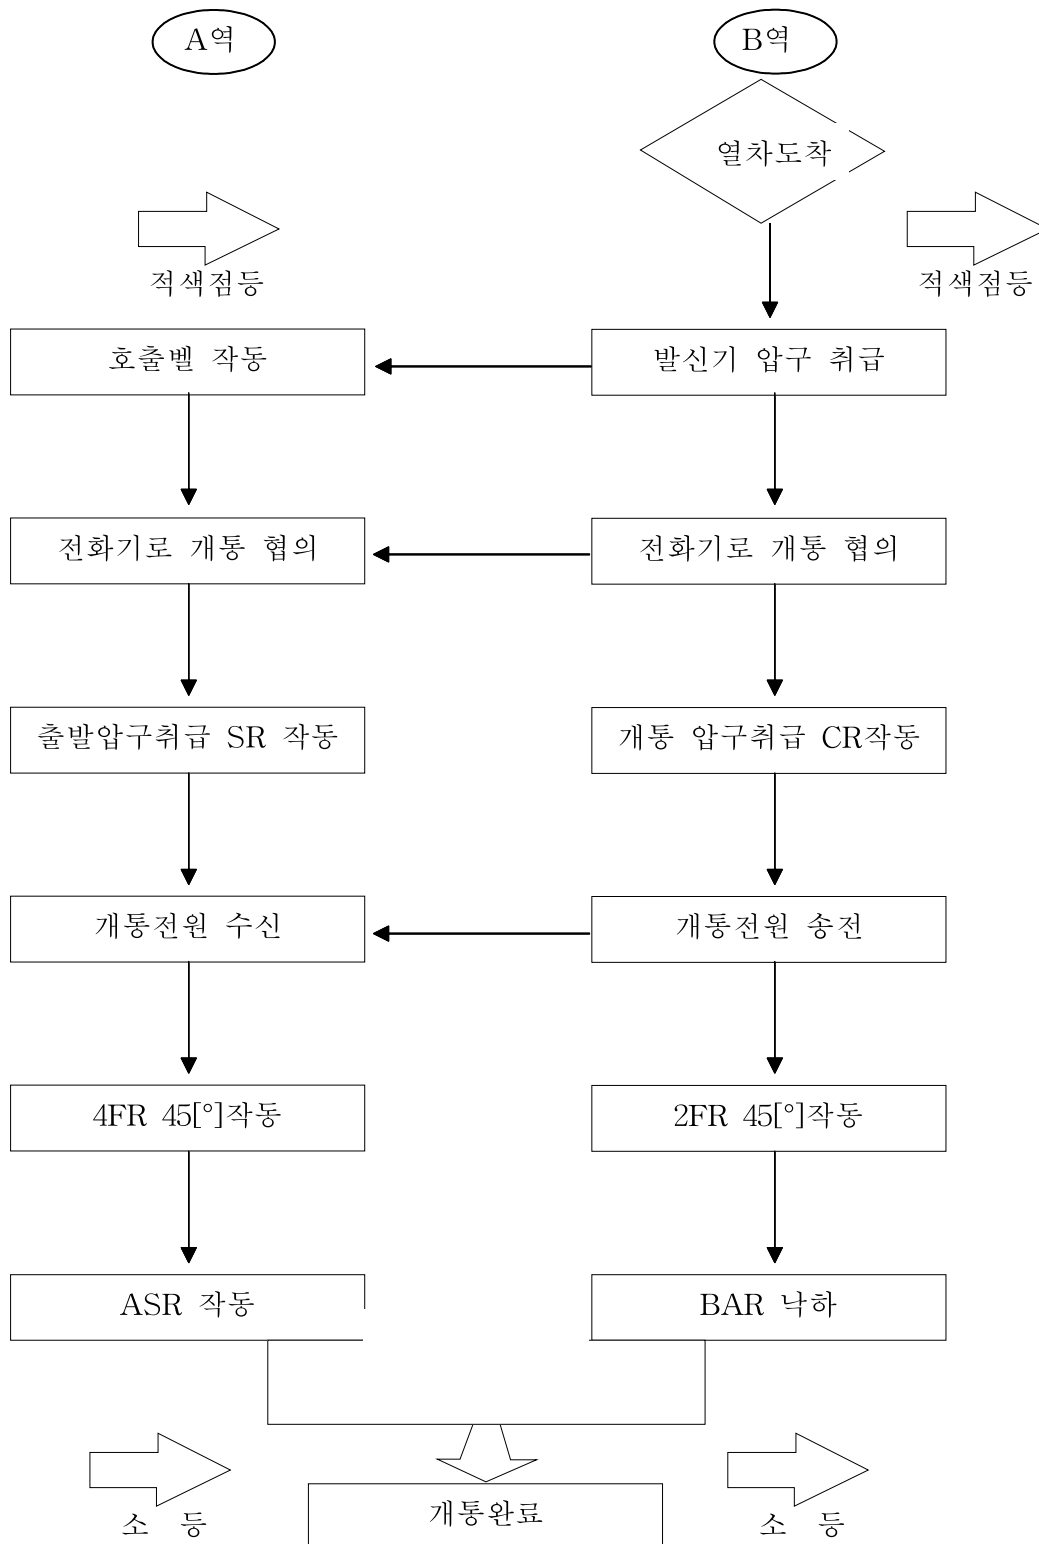 A역 B역
열차도착
적색점등 적색점등
호출벨 작동 발신기 압구 취급
전화기로 개통 협의 전화기로 개통 협의
출발압구취급 SR 작동 개통 압구취급 CR작동
개통전원 수신 개통전원 송전
4FR 45[°]작동 2FR 45[°]작동
ASR 작동 BAR 낙하
개통완료
소 등 소 등